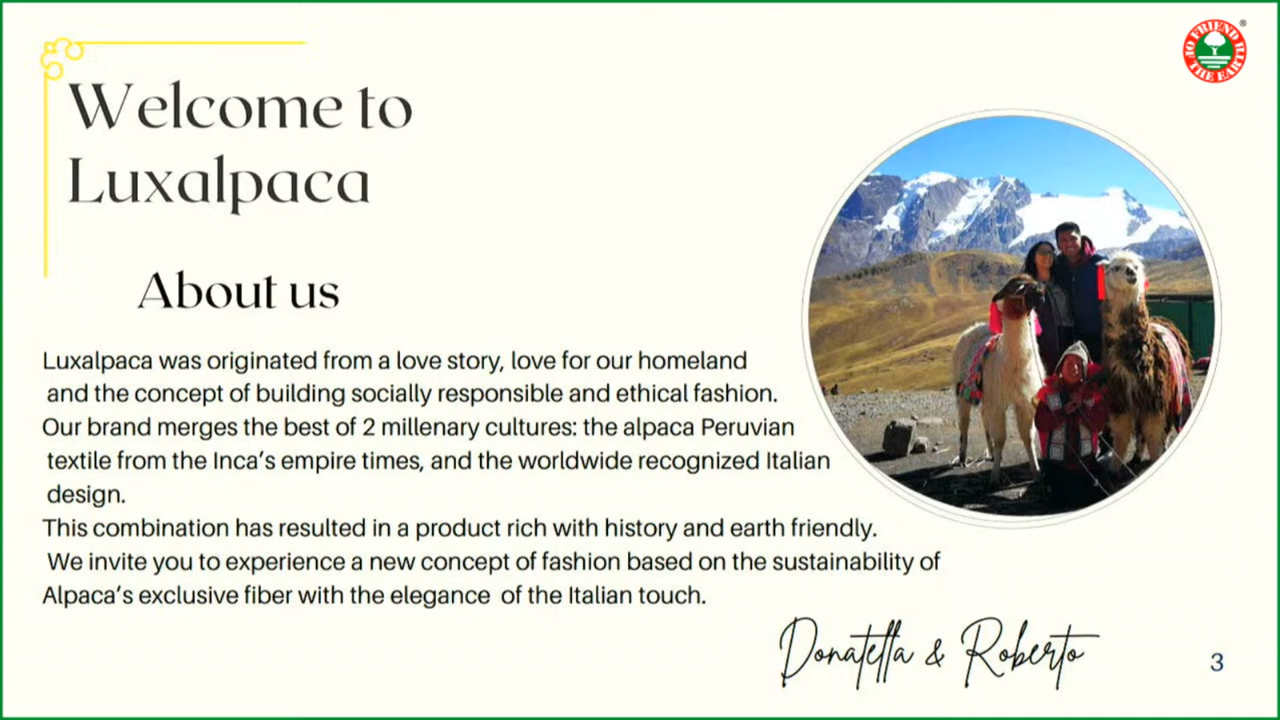 Welcome to
Luxalpaca
About us
Luxalpaca was originated from a love story, love for our homeland
and the concept of building socially responsible and ethical fashion.
Our brand merges the best of 2 millenary cultures: the alpaca Peruvian
textile from the Inca's empire times, and the worldwide recognized Italian
design.
This combination has resulted in a product rich with history and earth friendly.
We invite you to experience a new concept of fashion based on the sustainability of
Alpaca's exclusive fiber with the elegance of the Italian touch.
Donatella & Roberto
3